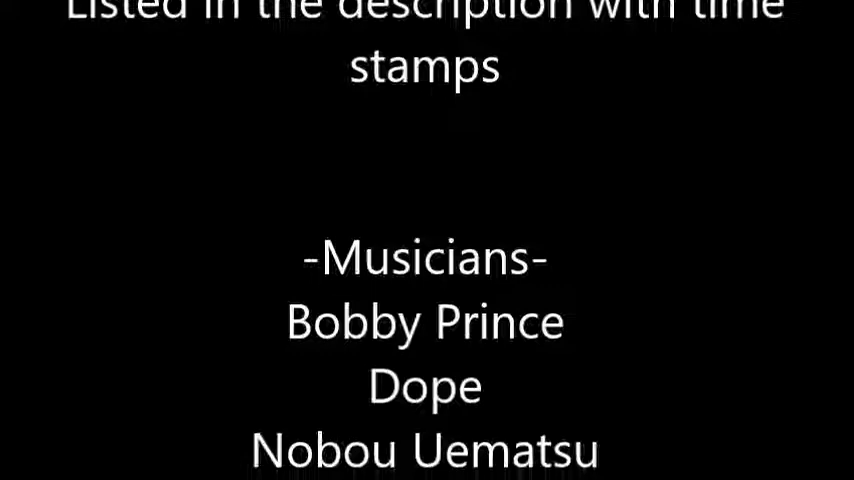 Listed in the description with time
stamps
-Musicians-
Bobby Prince
Dope
Nobou Uematsu